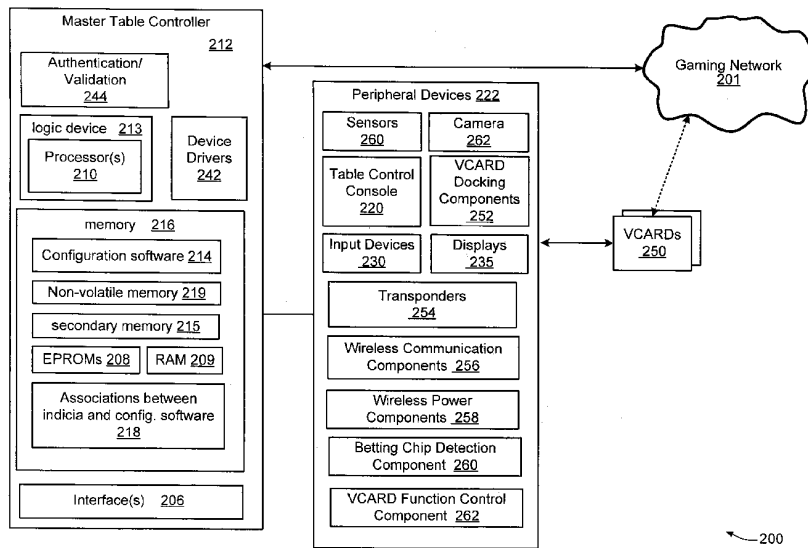 Master Table Controller
212
Authentication/
Validation
244
logic device 213
Processor(s)
210
Device
Drivers
242
memory 216
Configuration software 214
Non-volatile memory 219
secondary memory 215
EPROMs 208
RAM 209
Associations between
indicia and config. software
218
Interface(s) 206
Peripheral Devices 222
Sensors
260
Camera
262
Table Control
Console
220
VCARD
Docking
Components
252
Input Devices
230
Displays
235
Transponders
254
Wireless Communication
Components 256
Wireless Power
Components 258
Betting Chip Detection
Component 260
VCARD Function Control
Component 262
Gaming Network
201
VCARDs
250
200